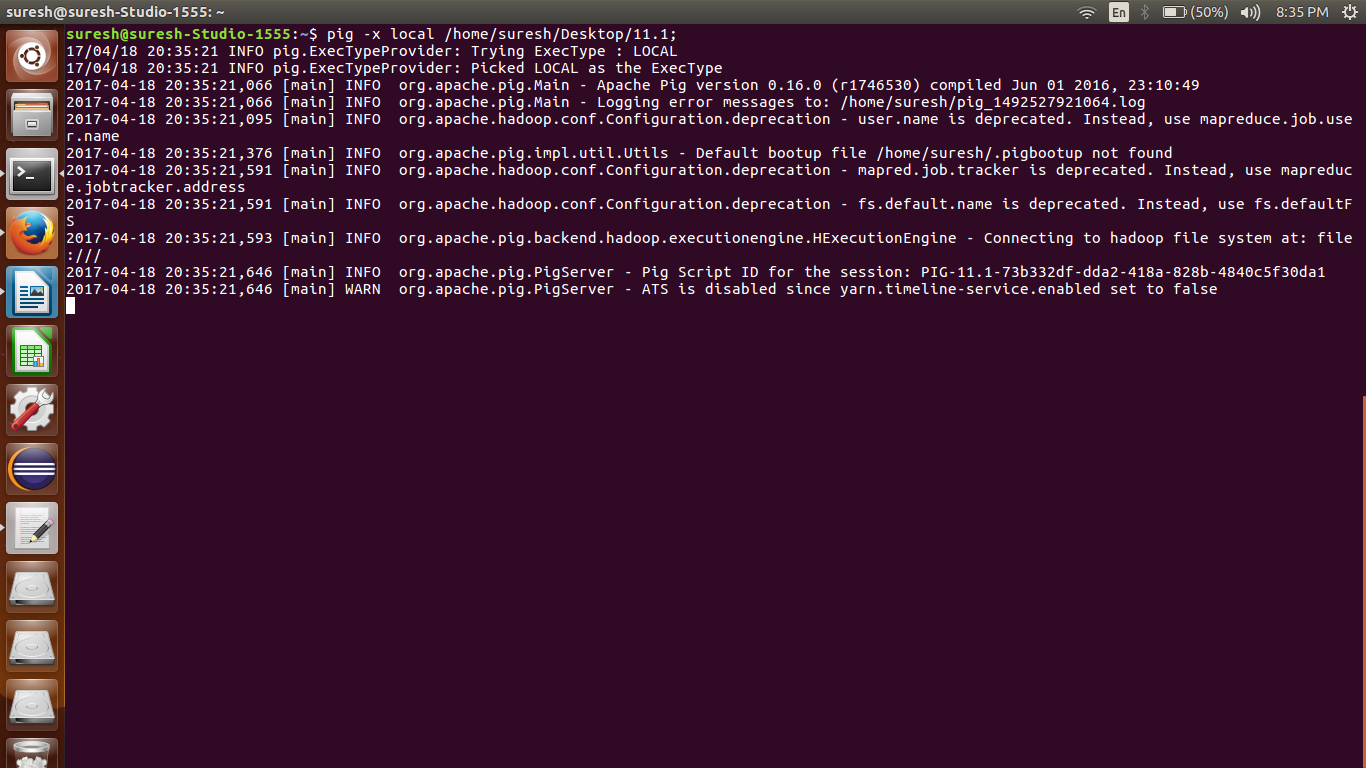 suresh@suresh-Studio-1555: ~
En
(50%)
8:35 PM
suresh@suresh-Studio-1555:~$ pig -x local /home/suresh/Desktop/11.1;
17/04/18 20:35:21 INFO pig.ExecTypeProvider: Trying ExecType : LOCAL
17/04/18 20:35:21 INFO pig.ExecTypeProvider: Picked LOCAL as the ExecType
2017-04-18 20:35:21,066 [main] INFO  org.apache.pig.Main - Apache Pig version 0.16.0 (r1746530) compiled Jun 01 2016, 23:10:49
2017-04-18 20:35:21,066 [main] INFO  org.apache.pig.Main - Logging error messages to: /home/suresh/pig_1492527921064.log
2017-04-18 20:35:21,095 [main] INFO  org.apache.hadoop.conf.Configuration.deprecation - user.name is deprecated. Instead, use mapreduce.job.use
r.name
2017-04-18 20:35:21,376 [main] INFO  org.apache.pig.impl.util.Utils - Default bootup file /home/suresh/.pigbootup not found
2017-04-18 20:35:21,591 [main] INFO  org.apache.hadoop.conf.Configuration.deprecation - mapred.job.tracker is deprecated. Instead, use mapreduc
e.jobtracker.address
2017-04-18 20:35:21,591 [main] INFO  org.apache.hadoop.conf.Configuration.deprecation - fs.default.name is deprecated. Instead, use fs.defaultF
S
2017-04-18 20:35:21,593 [main] INFO  org.apache.pig.backend.hadoop.executionengine.HExecutionEngine - Connecting to hadoop file system at: file
:///
2017-04-18 20:35:21,646 [main] INFO  org.apache.pig.PigServer - Pig Script ID for the session: PIG-11.1-73b332df-dda2-418a-828b-4840c5f30da1
2017-04-18 20:35:21,646 [main] WARN  org.apache.pig.PigServer - ATS is disabled since yarn.timeline-service.enabled set to false